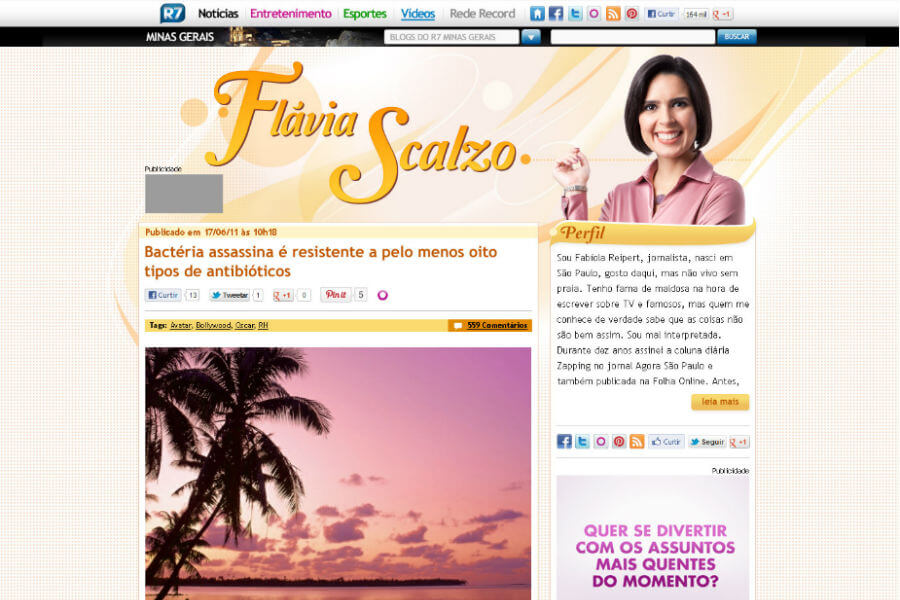 R7 Notícias Entretenimento Esportes Vídeos Rede Record Curtir 164 mil +1
MINAS GERAIS BLOGS DO R7 MINAS GERAIS BUSCAR
Flávia Scalzo
Publicidade
Publicado em 17/06/11 às 10h18
Bactéria assassina é resistente a pelo menos oito
tipos de antibióticos
Curtir 13 Tweetar 1 +1 0 Pin it 5
Tags: Avatar, Bollywood, Oscar, RH 559 Comentários
Perfil
Sou Fabíola Reipert, jornalista, nasci em
São Paulo, gosto daqui, mas não vivo sem
praia. Tenho fama de maldosa na hora de
escrever sobre TV e famosos, mas quem me
conhece de verdade sabe que as coisas não
são bem assim. Sou mal interpretada.
Durante dez anos assinei a coluna diária
Zapping no jornal Agora São Paulo e
também publicada na Folha Online. Antes,
leia mais
Curtir Seguir +1
Publicidade
QUER SE DIVERTIR
COM OS ASSUNTOS
MAIS QUENTES
DO MOMENTO?